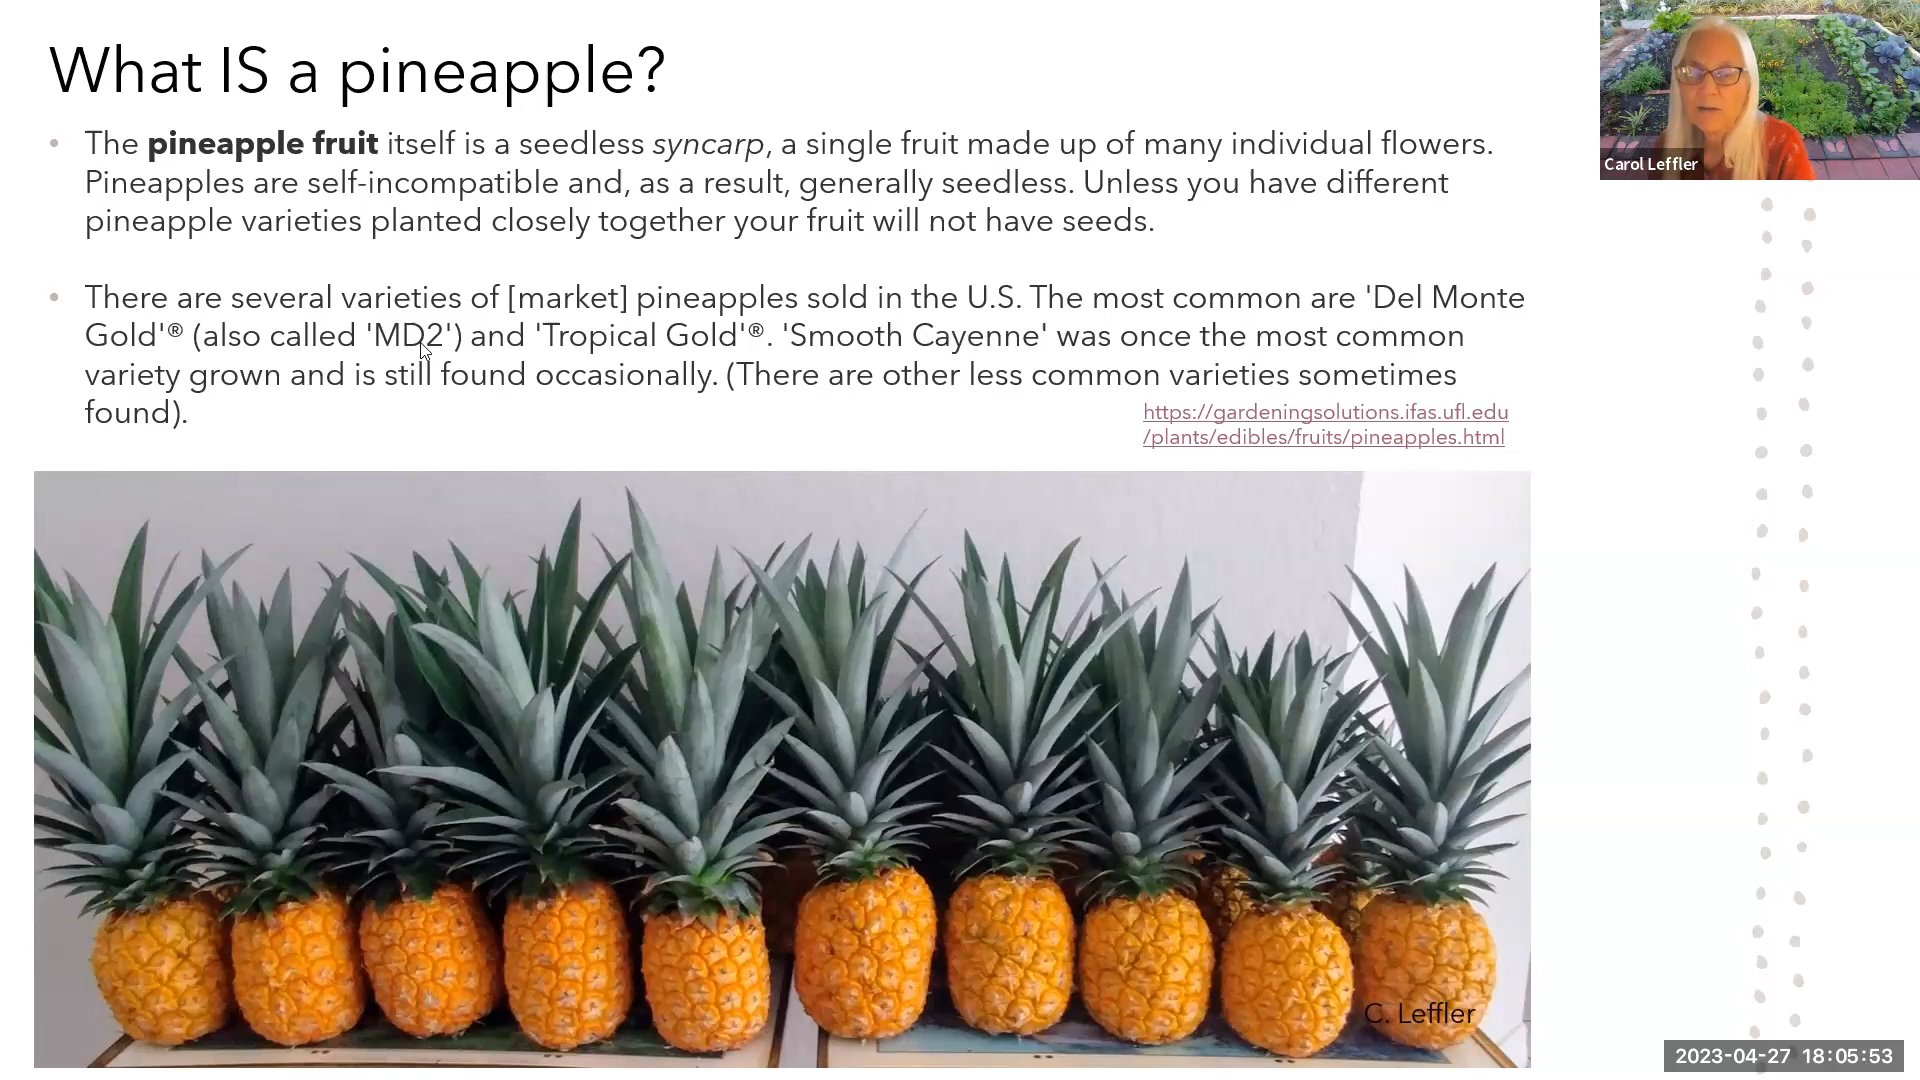 What IS a pineapple?
• The pineapple fruit itself is a seedless syncarp, a single fruit made up of many individual flowers.
Pineapples are self-incompatible and, as a result, generally seedless. Unless you have different
pineapple varieties planted closely together your fruit will not have seeds.
• There are several varieties of [market] pineapples sold in the U.S. The most common are 'Del Monte
Gold'® (also called 'MD2') and 'Tropical Gold'®. 'Smooth Cayenne' was once the most common
variety grown and is still found occasionally. (There are other less common varieties sometimes
found).
https://gardeningsolutions.ifas.ufl.edu
/plants/edibles/fruits/pineapples.html
C. Leffler
Carol Leffler
2023-04-27 18:05:53